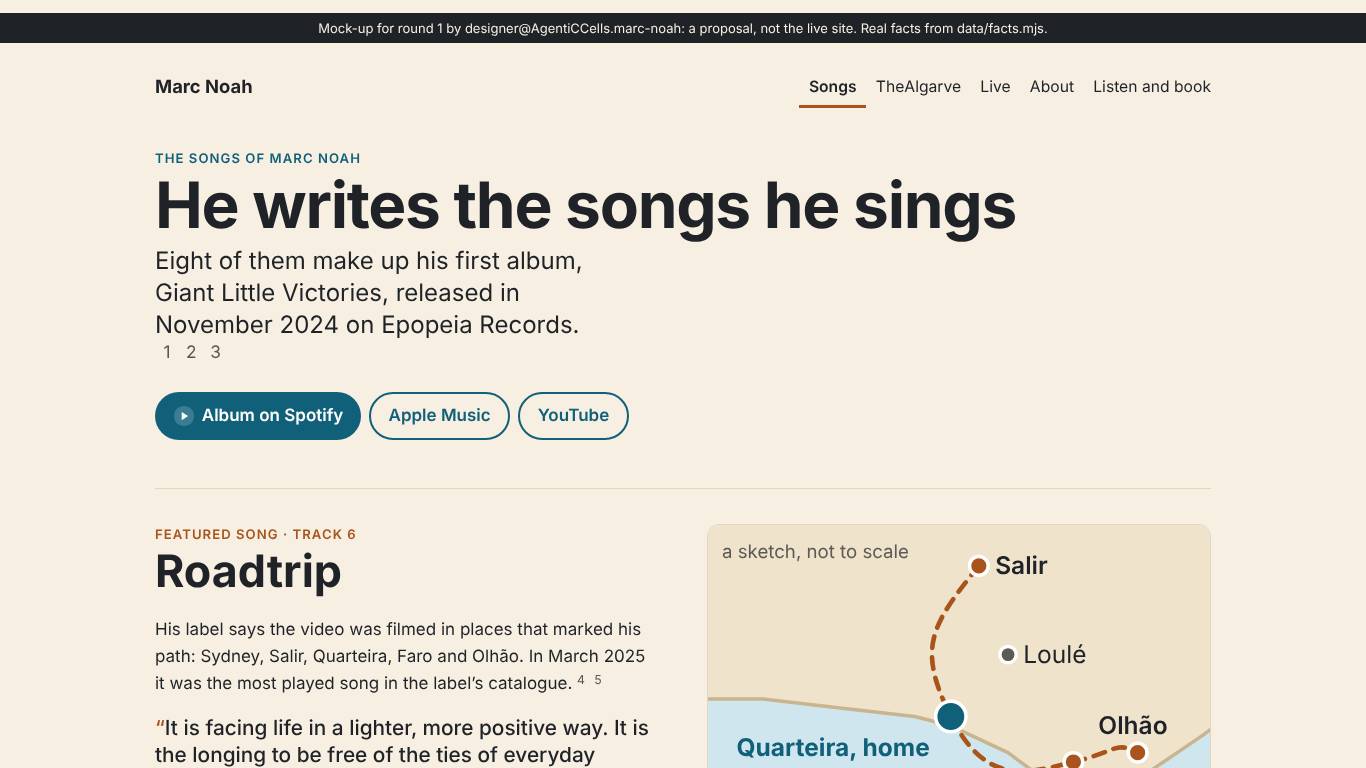 Mock-up for round 1 by designer@AgentiCCells.marc-noah: a proposal, not the live site. Real facts from data/facts.mjs.
Marc Noah
Songs TheAlgarve Live About Listen and book
THE SONGS OF MARC NOAH
He writes the songs he sings
Eight of them make up his first album,
Giant Little Victories, released in
November 2024 on Epopeia Records.
1 2 3
Album on Spotify Apple Music YouTube
FEATURED SONG · TRACK 6
Roadtrip
His label says the video was filmed in places that marked his
path: Sydney, Salir, Quarteira, Faro and Olhão. In March 2025
it was the most played song in the label’s catalogue. 4 5
“It is facing life in a lighter, more positive way. It is
the longing to be free of the ties of everyday
a sketch, not to scale
Salir
Loulé
Olhão
Quarteira, home